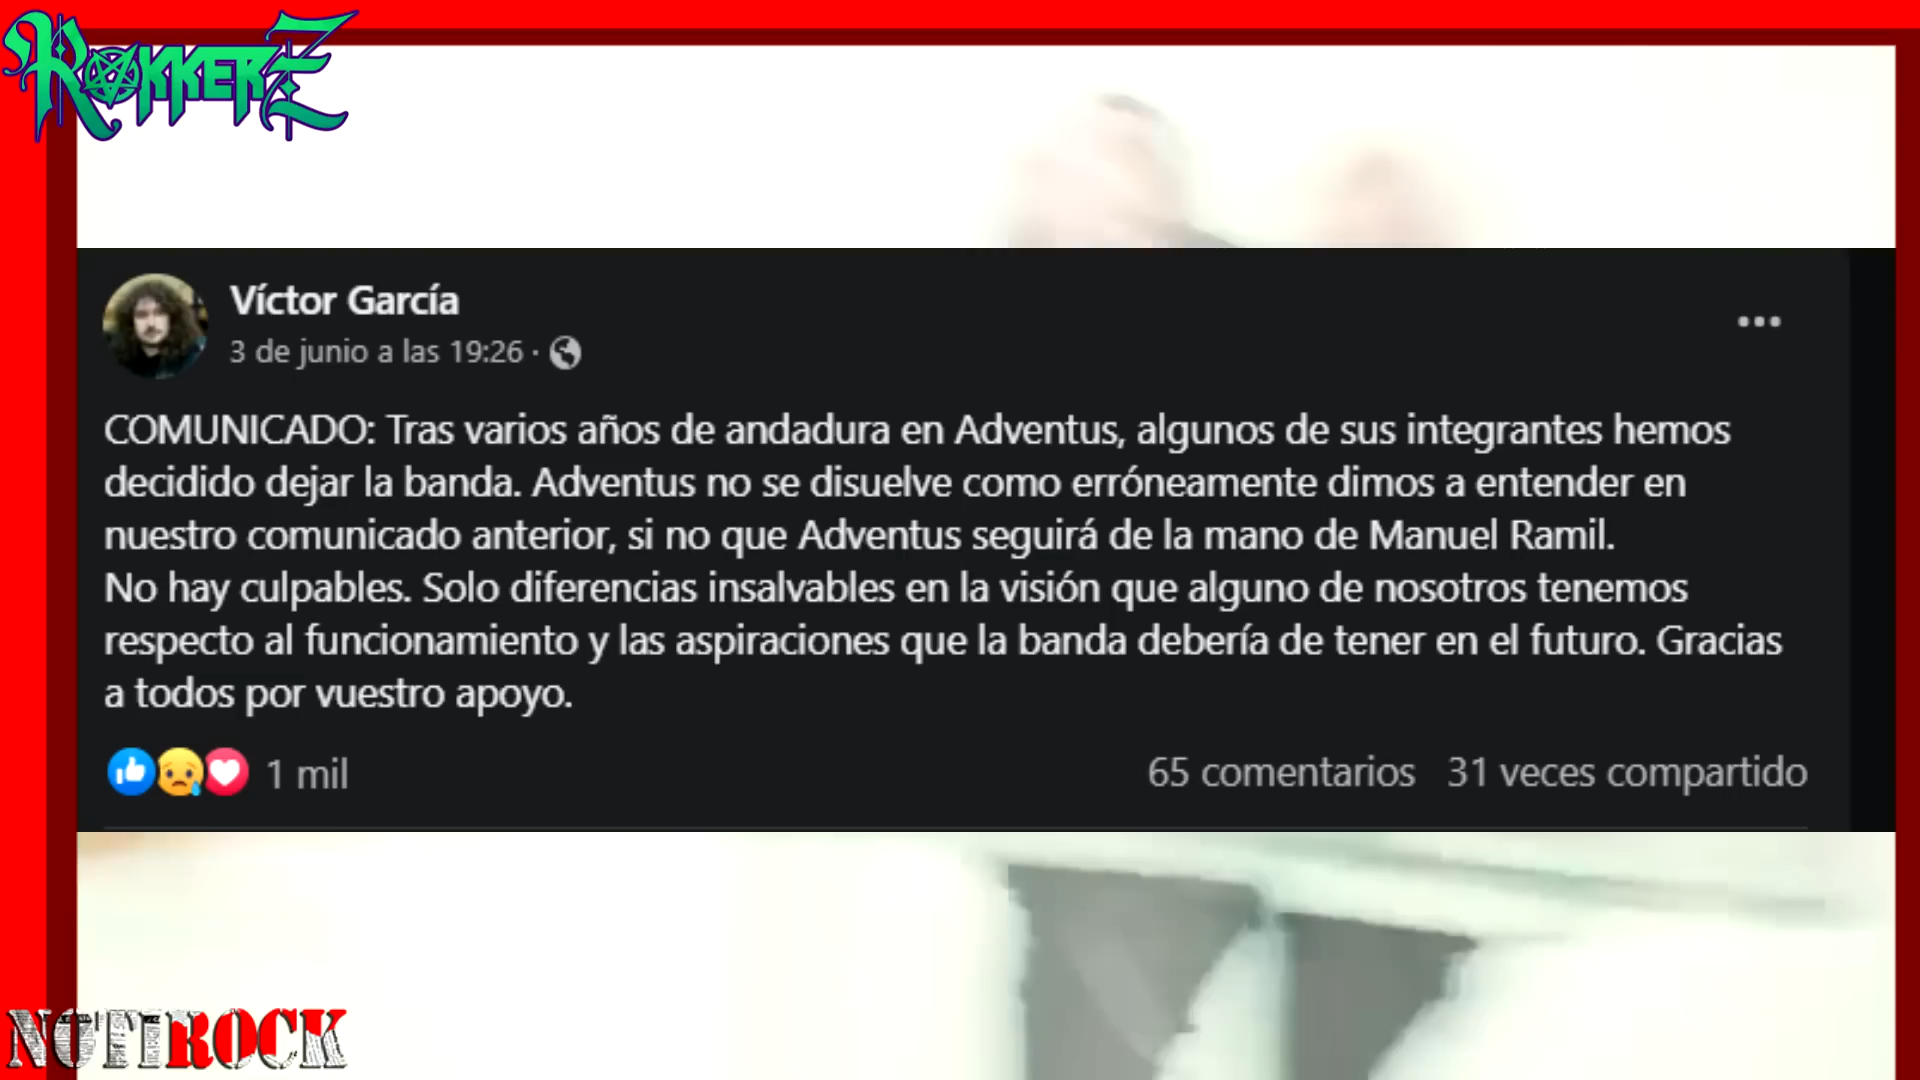 ROKKERZ
Víctor García
3 de junio a las 19:26 ·
COMUNICADO: Tras varios años de andadura en Adventus, algunos de sus integrantes hemos
decidido dejar la banda. Adventus no se disuelve como erróneamente dimos a entender en
nuestro comunicado anterior, si no que Adventus seguirá de la mano de Manuel Ramil.
No hay culpables. Solo diferencias insalvables en la visión que alguno de nosotros tenemos
respecto al funcionamiento y las aspiraciones que la banda debería de tener en el futuro. Gracias
a todos por vuestro apoyo.
1 mil
65 comentarios 31 veces compartido
NOTIROCK